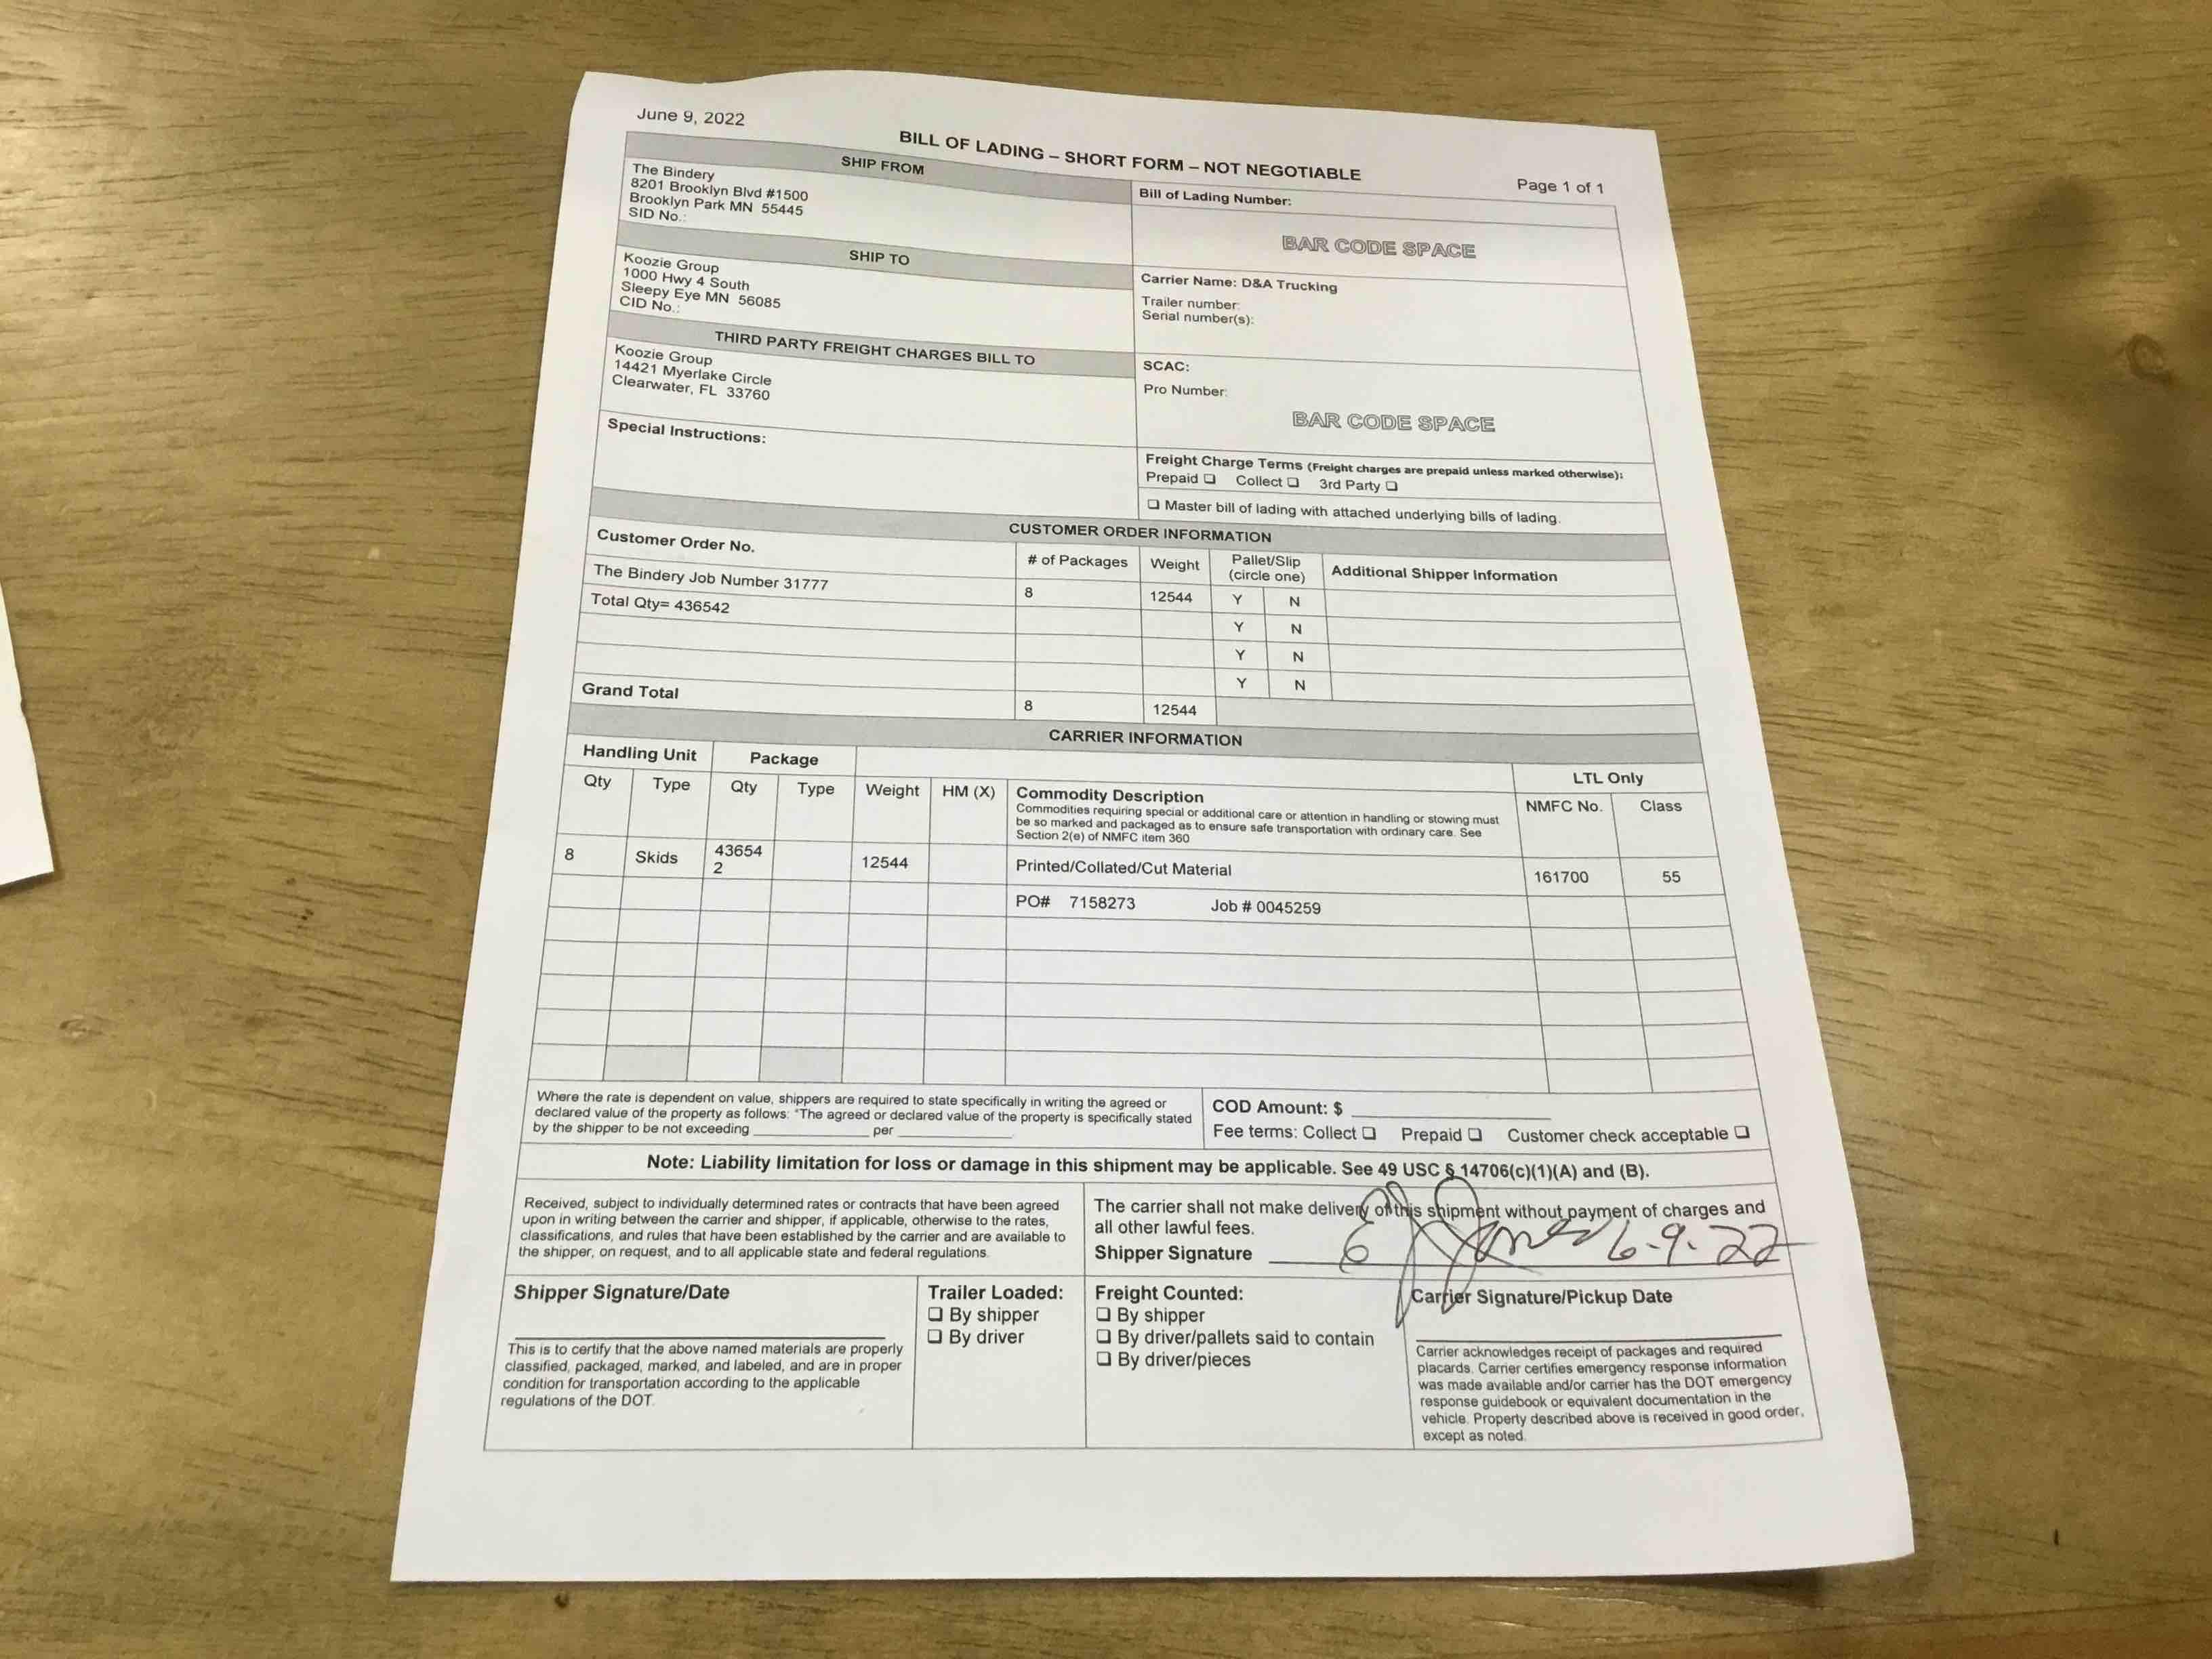 June 9, 2022
BILL OF LADING – SHORT FORM – NOT NEGOTIABLE
Page 1 of 1
SHIP FROM
The Bindery
8201 Brooklyn Blvd #1500
Brooklyn Park MN 55445
SID No.:
Bill of Lading Number:
BAR CODE SPACE
SHIP TO
Koozie Group
1000 Hwy 4 South
Sleepy Eye MN 56085
CID No.:
Carrier Name: D&A Trucking
Trailer number:
Serial number(s):
THIRD PARTY FREIGHT CHARGES BILL TO
Koozie Group
14421 Myerlake Circle
Clearwater, FL 33760
SCAC:
Pro Number:
BAR CODE SPACE
Special Instructions:
Freight Charge Terms (Freight charges are prepaid unless marked otherwise):
Prepaid ❑ Collect ❑ 3rd Party ❑
❑ Master bill of lading with attached underlying bills of lading.
CUSTOMER ORDER INFORMATION
Customer Order No. # of Packages Weight Pallet/Slip (circle one) Additional Shipper Information
The Bindery Job Number 31777 8 12544 Y N
Total Qty= 436542 Y N
Y N
Y N
Grand Total 8 12544
CARRIER INFORMATION
Handling Unit Package LTL Only
Qty Type Qty Type Weight HM (X) Commodity Description NMFC No. Class
Commodities requiring special or additional care or attention in handling or stowing must
be so marked and packaged as to ensure safe transportation with ordinary care. See
Section 2(e) of NMFC item 360
8 Skids 43654 12544 Printed/Collated/Cut Material 161700 55
2
PO# 7158273 Job # 0045259
Where the rate is dependent on value, shippers are required to state specifically in writing the agreed or
declared value of the property as follows: "The agreed or declared value of the property is specifically stated
by the shipper to be not exceeding ____________ per ____________.
COD Amount: $ ____________
Fee terms: Collect ❑ Prepaid ❑ Customer check acceptable ❑
Note: Liability limitation for loss or damage in this shipment may be applicable. See 49 USC § 14706(c)(1)(A) and (B).
Received, subject to individually determined rates or contracts that have been agreed
upon in writing between the carrier and shipper, if applicable, otherwise to the rates,
classifications, and rules that have been established by the carrier and are available to
the shipper, on request, and to all applicable state and federal regulations.
The carrier shall not make delivery of this shipment without payment of charges and
all other lawful fees.
Shipper Signature 6-9-22
Shipper Signature/Date
This is to certify that the above named materials are properly
classified, packaged, marked, and labeled, and are in proper
condition for transportation according to the applicable
regulations of the DOT.
Trailer Loaded:
❑ By shipper
❑ By driver
Freight Counted:
❑ By shipper
❑ By driver/pallets said to contain
❑ By driver/pieces
Carrier Signature/Pickup Date
Carrier acknowledges receipt of packages and required
placards. Carrier certifies emergency response information
was made available and/or carrier has the DOT emergency
response guidebook or equivalent documentation in the
vehicle. Property described above is received in good order,
except as noted.